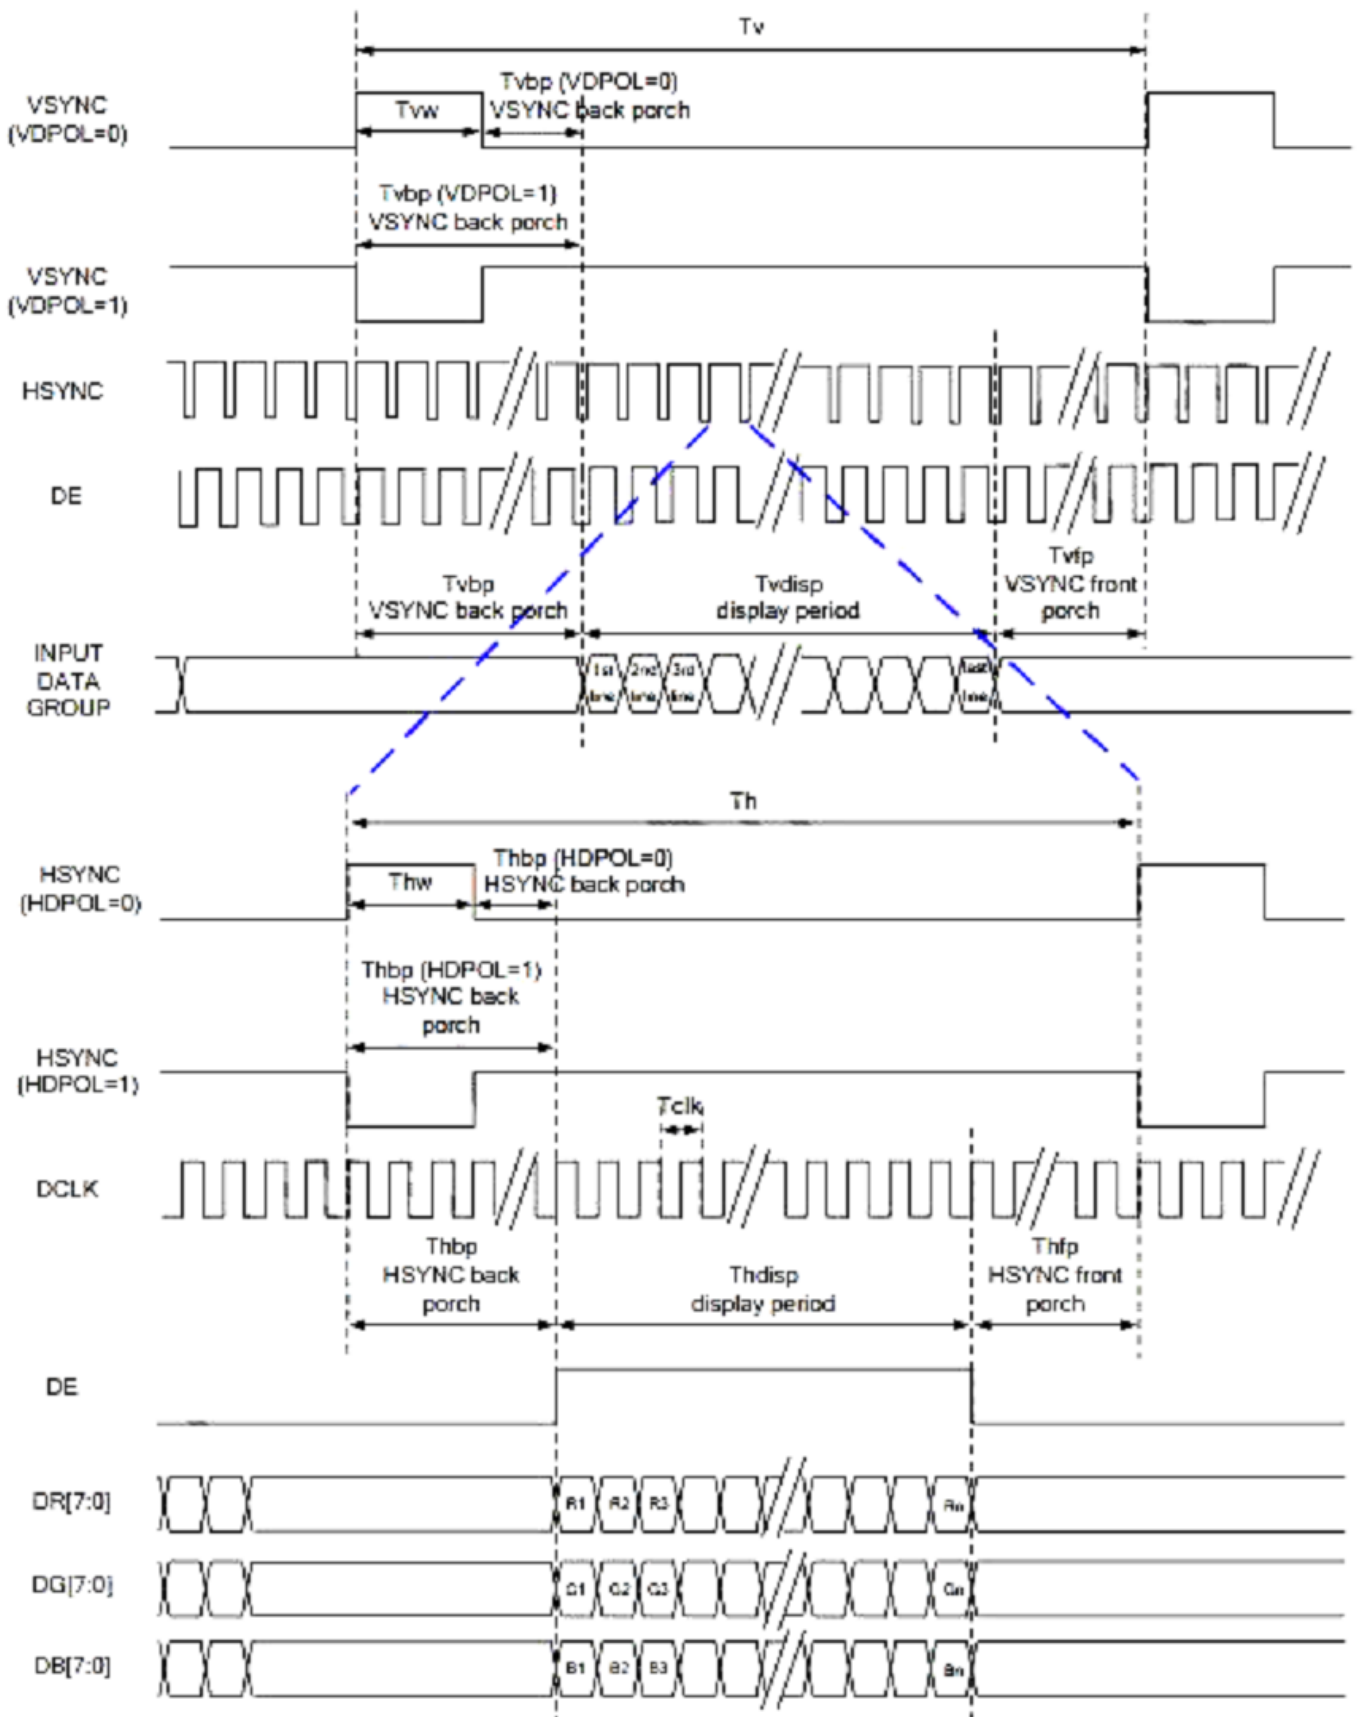 Tv
VSYNC
(VDPOL=0)
Tvw
Tvbp (VDPOL=0)
VSYNC back porch
Tvbp (VDPOL=1)
VSYNC back porch
VSYNC
(VDPOL=1)
HSYNC
DE
Tvbp
VSYNC back porch
Tvdisp
display period
Tvfp
VSYNC front
porch
INPUT
DATA
GROUP
1st
line
2nd
line
3rd
line
last
line
Th
HSYNC
(HDPOL=0)
Thw
Thbp (HDPOL=0)
HSYNC back porch
Thbp (HDPOL=1)
HSYNC back
porch
HSYNC
(HDPOL=1)
Tclk
DCLK
Thbp
HSYNC back
porch
Thdisp
display period
Thfp
HSYNC front
porch
DE
DR[7:0]
R1 R2 R3 Rn
DG[7:0]
G1 G2 G3 Gn
DB[7:0]
B1 B2 B3 Bn